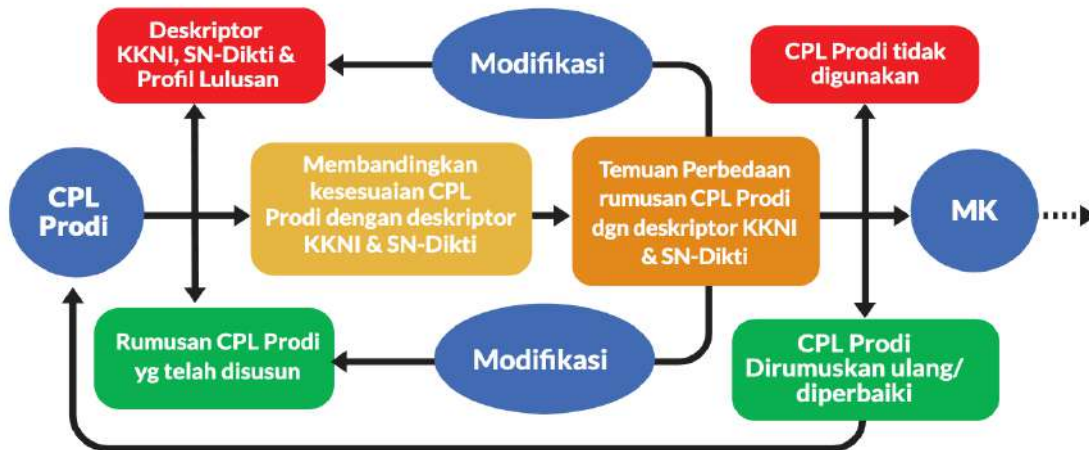 Deskriptor
KKNI, SN-Dikti &
Profil Lulusan
Modifikasi
CPL Prodi tidak
digunakan
CPL
Prodi
Membandingkan
kesesuaian CPL
Prodi dengan deskriptor
KKNI & SN-Dikti
Temuan Perbedaan
rumusan CPL Prodi
dgn deskriptor KKNI
& SN-Dikti
MK
Rumusan CPL Prodi
yg telah disusun
Modifikasi
CPL Prodi
Dirumuskan ulang/
diperbaiki